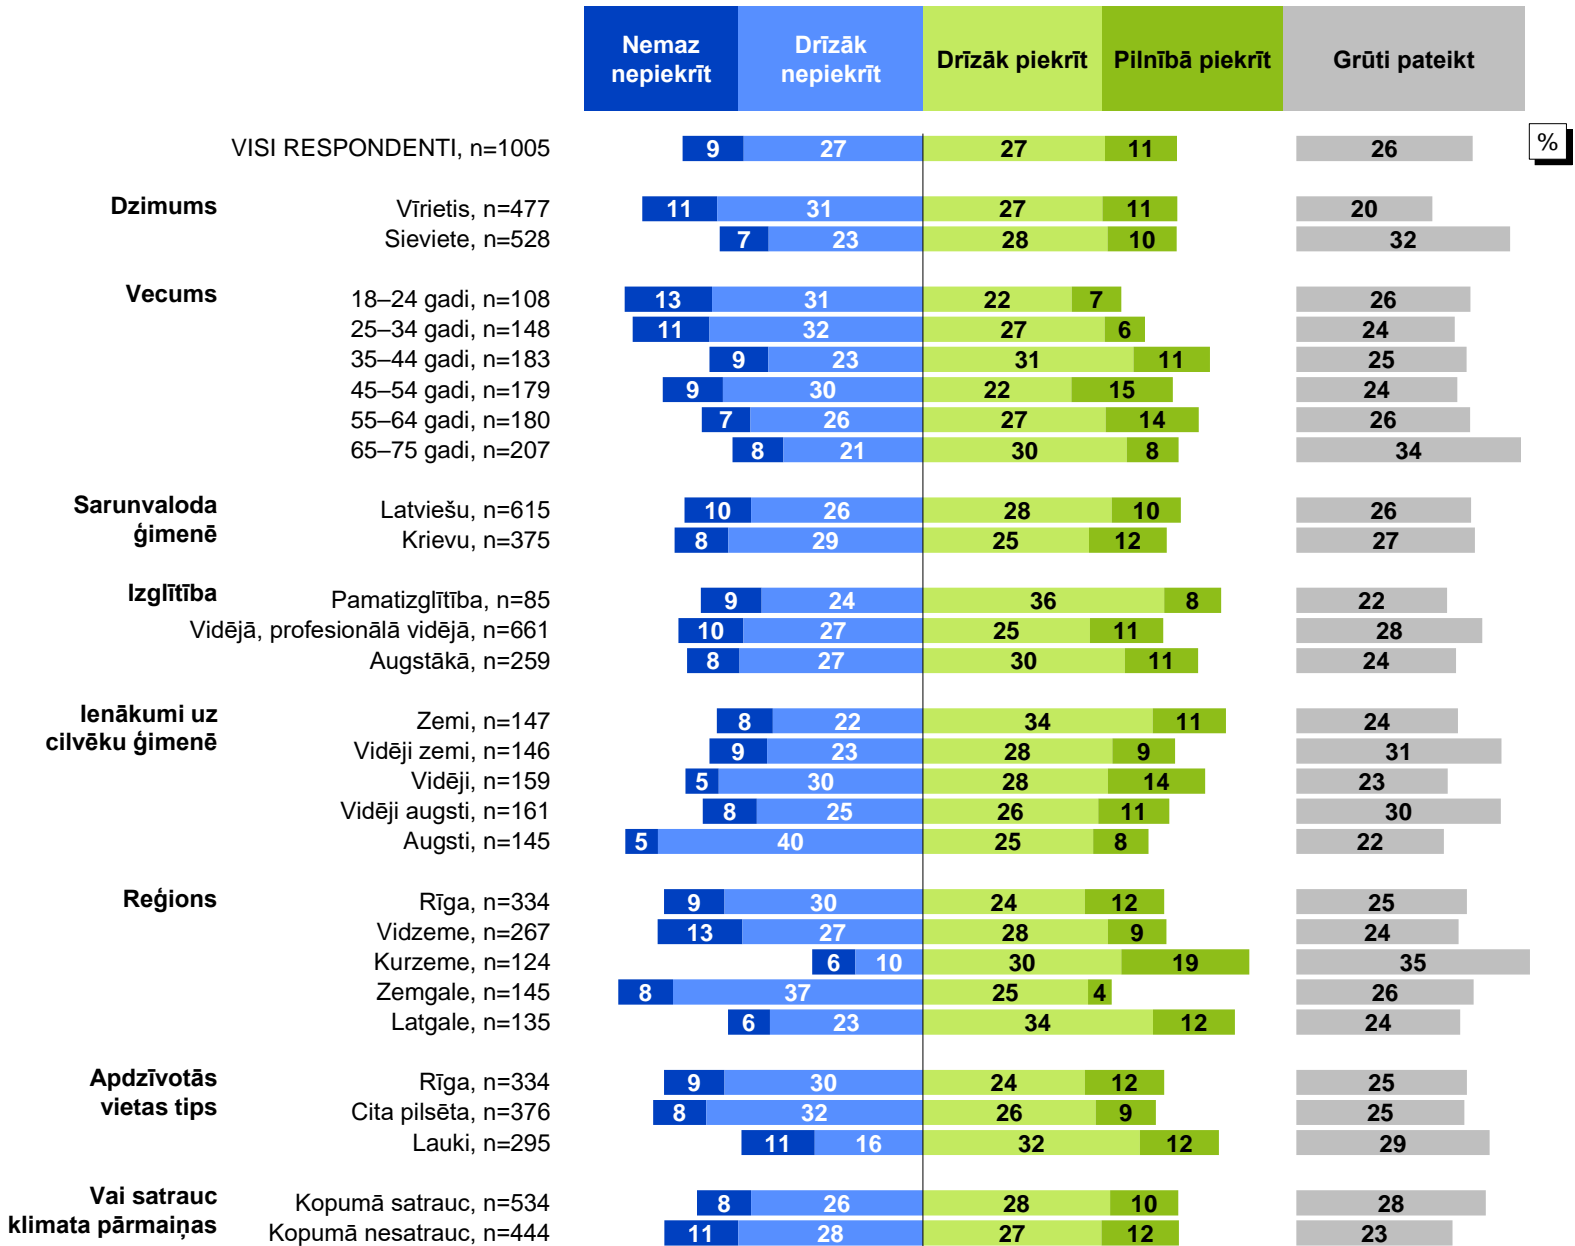 Nemaz nepiekrīt
Drīzāk nepiekrīt
Drīzāk piekrīt
Pilnībā piekrīt
Grūti pateikt
%
VISI RESPONDENTI, n=1005 9 27 27 11 26
Dzimums
Vīrietis, n=477 11 31 27 11 20
Sieviete, n=528 7 23 28 10 32
Vecums
18–24 gadi, n=108 13 31 22 7 26
25–34 gadi, n=148 11 32 27 6 24
35–44 gadi, n=183 9 23 31 11 25
45–54 gadi, n=179 9 30 22 15 24
55–64 gadi, n=180 7 26 27 14 26
65–75 gadi, n=207 8 21 30 8 34
Sarunvaloda
ģimenē
Latviešu, n=615 10 26 28 10 26
Krievu, n=375 8 29 25 12 27
Izglītība
Pamatizglītība, n=85 9 24 36 8 22
Vidējā, profesionālā vidējā, n=661 10 27 25 11 28
Augstākā, n=259 8 27 30 11 24
Ienākumi uz
cilvēku ģimenē
Zemi, n=147 8 22 34 11 24
Vidēji zemi, n=146 9 23 28 9 31
Vidēji, n=159 5 30 28 14 23
Vidēji augsti, n=161 8 25 26 11 30
Augsti, n=145 5 40 25 8 22
Reģions
Rīga, n=334 9 30 24 12 25
Vidzeme, n=267 13 27 28 9 24
Kurzeme, n=124 6 10 30 19 35
Zemgale, n=145 8 37 25 4 26
Latgale, n=135 6 23 34 12 24
Apdzīvotās
vietas tips
Rīga, n=334 9 30 24 12 25
Cita pilsēta, n=376 8 32 26 9 25
Lauki, n=295 11 16 32 12 29
Vai satrauc
klimata pārmaiņas
Kopumā satrauc, n=534 8 26 28 10 28
Kopumā nesatrauc, n=444 11 28 27 12 23